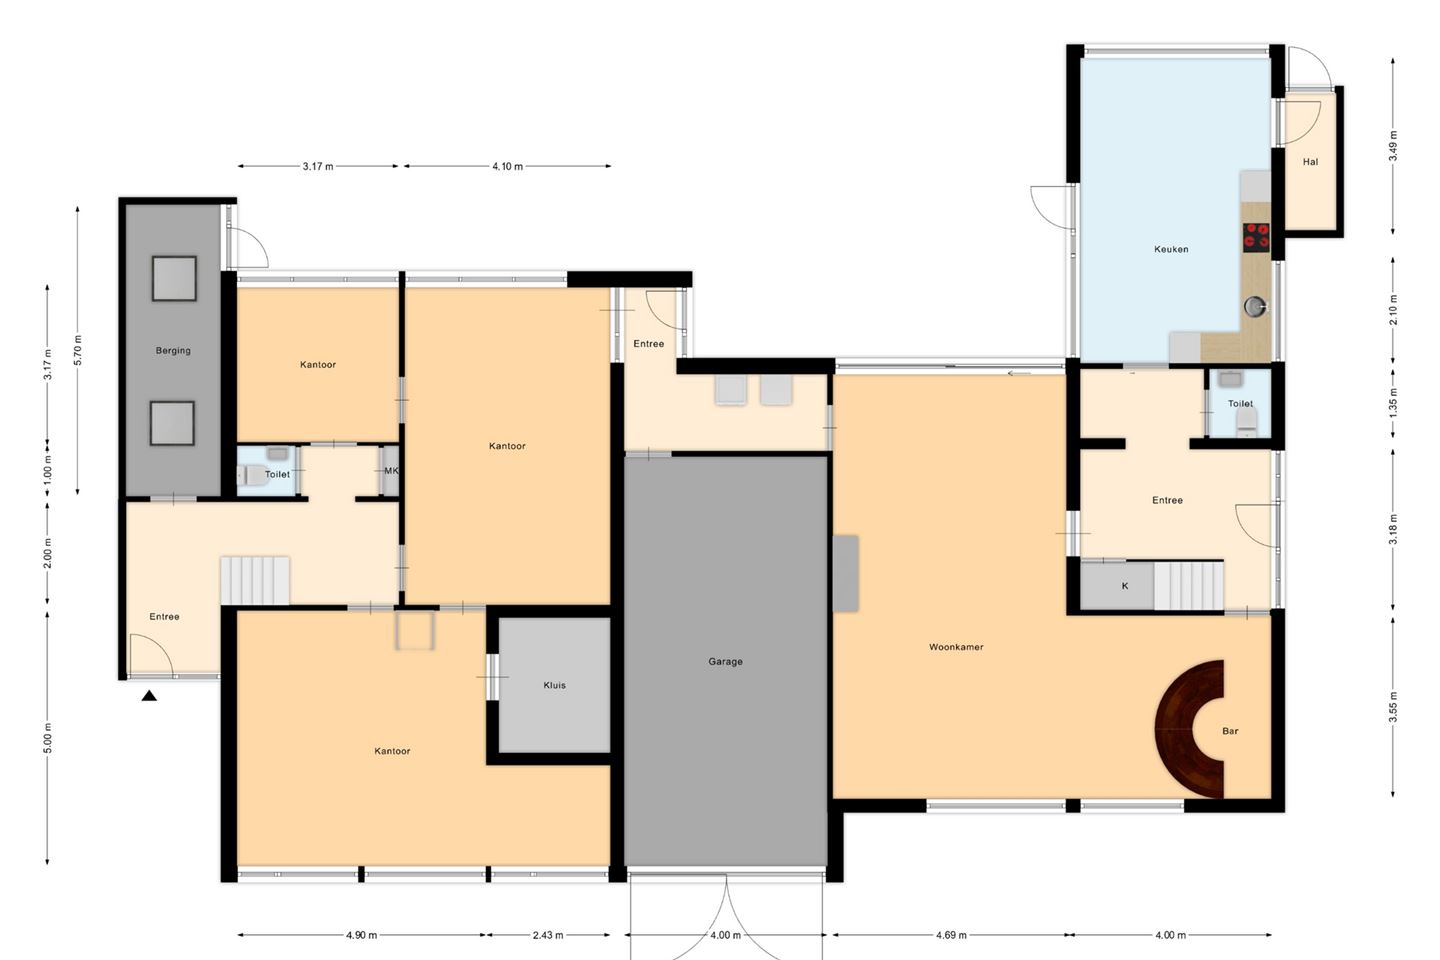 3.49 m
Hal
3.17 m
4.10 m
Keuken
2.10 m
5.70 m
3.17 m
Berging
Kantoor
Entree
Kantoor
1.35 m
Toilet
1.00 m
Toilet
MK
Entree
2.00 m
3.18 m
K
Entree
Woonkamer
Garage
Kluis
5.00 m
Kantoor
Bar
3.55 m
4.90 m
2.43 m
4.00 m
4.69 m
4.00 m